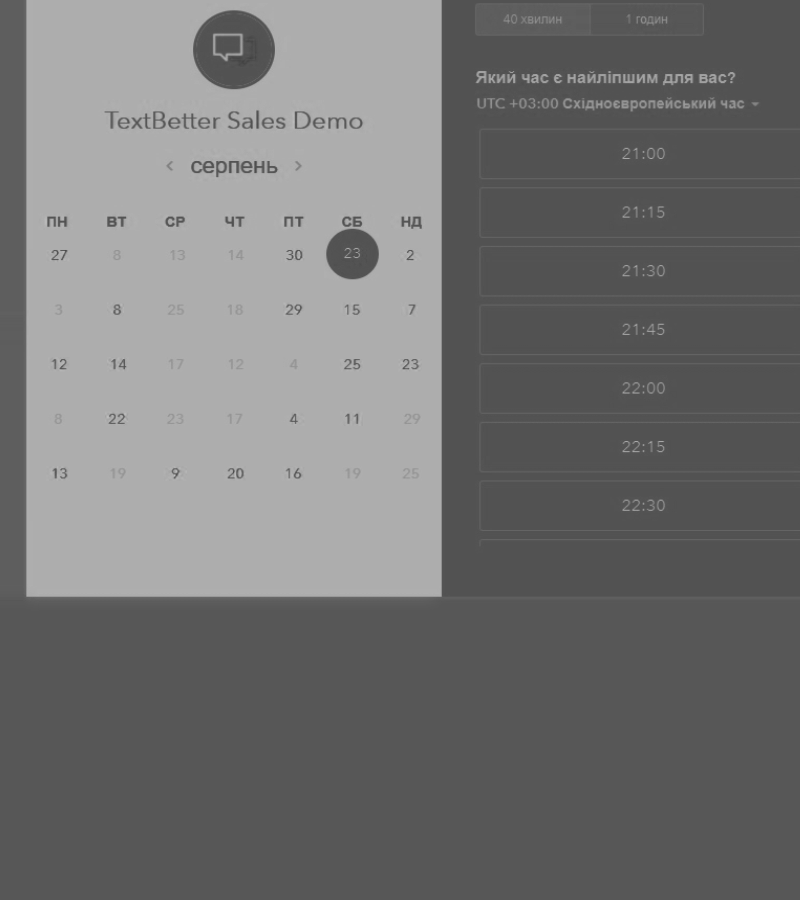 TextBetter Sales Demo
серпень
ПН ВТ СР ЧТ ПТ СБ НД
27 8 13 14 30 23 2
3 8 25 18 29 15 7
12 14 17 12 4 25 23
8 22 23 17 4 11 29
13 19 9 20 16 19 25
40 хвилин 1 годин
Який час є найліпшим для вас?
UTC +03:00 Східноєвропейський час
21:00
21:15
21:30
21:45
22:00
22:15
22:30